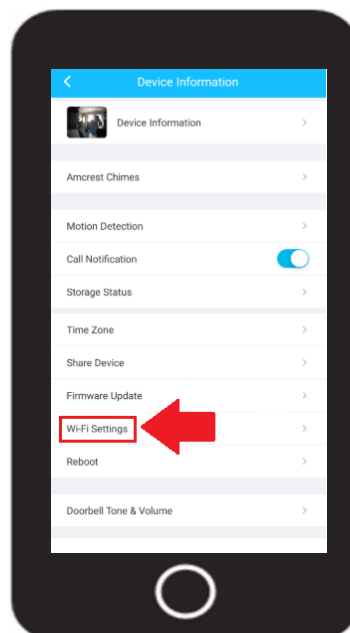 Device Information
Device Information
Amcrest Chimes
Motion Detection
Call Notification
Storage Status
Time Zone
Share Device
Firmware Update
Wi-Fi Settings
Reboot
Doorbell Tone & Volume